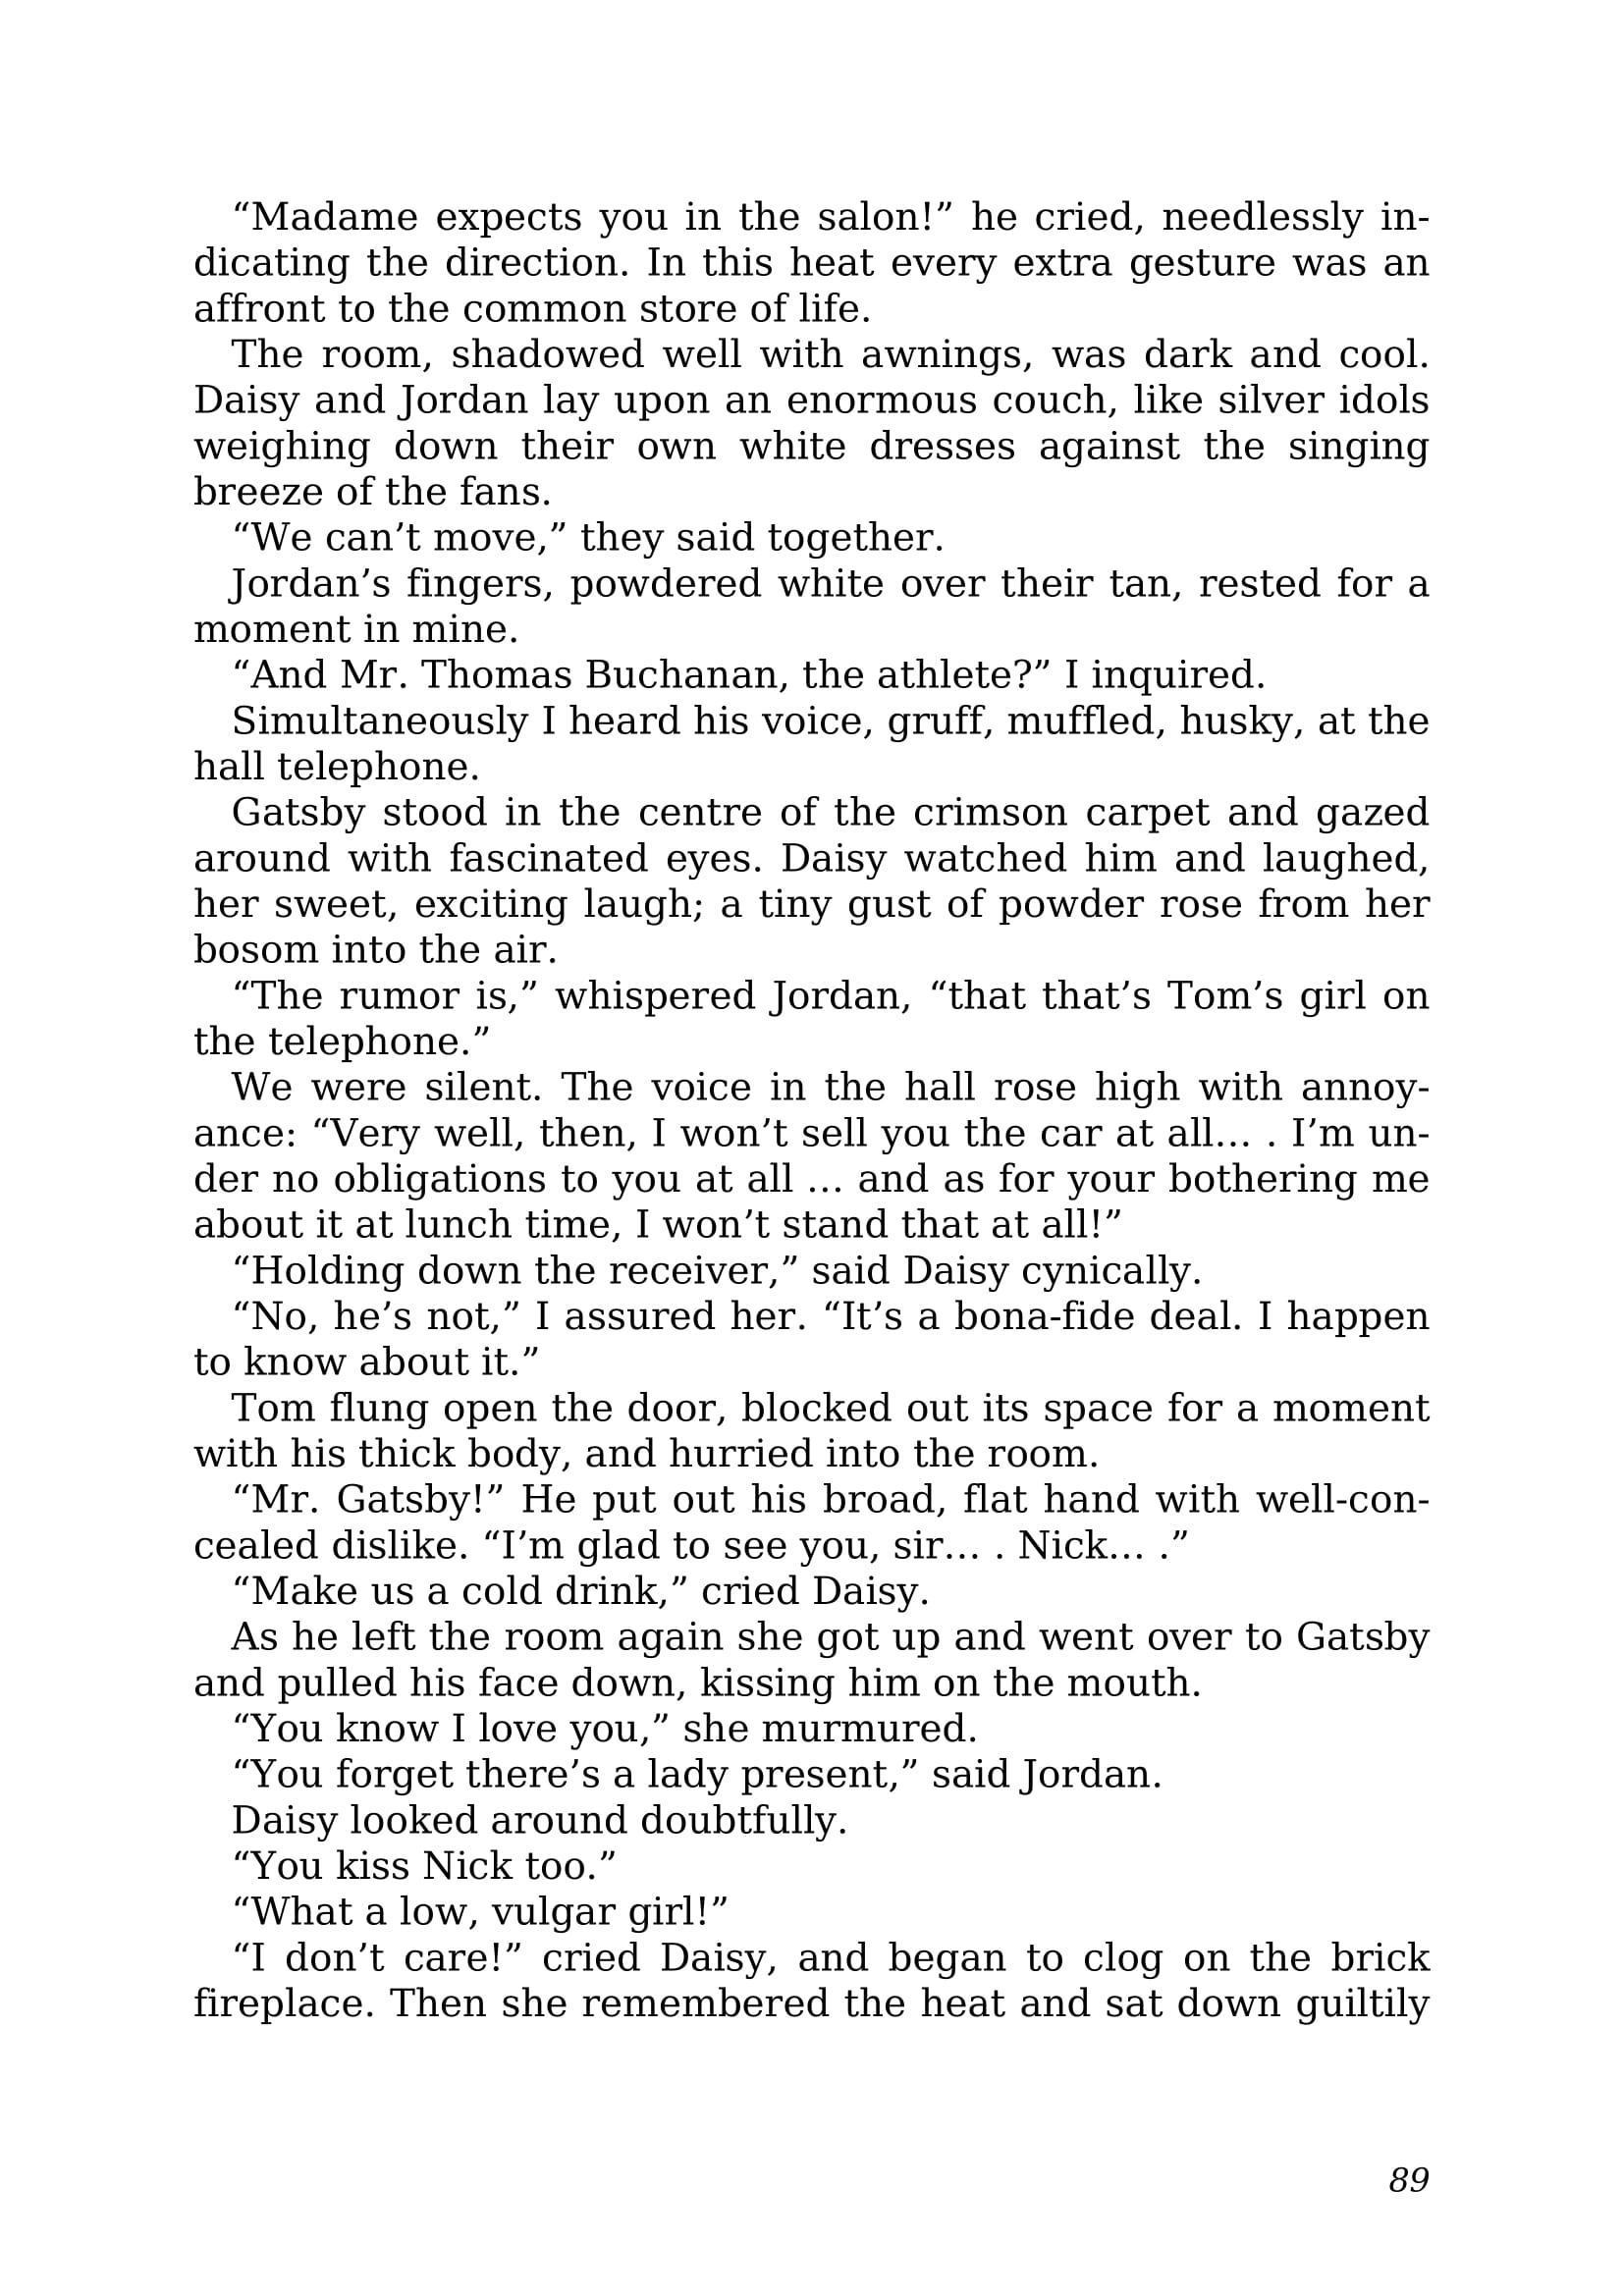 “Madame expects you in the salon!” he cried, needlessly in-
dicating the direction. In this heat every extra gesture was an
affront to the common store of life.
The room, shadowed well with awnings, was dark and cool.
Daisy and Jordan lay upon an enormous couch, like silver idols
weighing down their own white dresses against the singing
breeze of the fans.
“We can’t move,” they said together.
Jordan’s fingers, powdered white over their tan, rested for a
moment in mine.
“And Mr. Thomas Buchanan, the athlete?” I inquired.
Simultaneously I heard his voice, gruff, muffled, husky, at the
hall telephone.
Gatsby stood in the centre of the crimson carpet and gazed
around with fascinated eyes. Daisy watched him and laughed,
her sweet, exciting laugh; a tiny gust of powder rose from her
bosom into the air.
“The rumor is,” whispered Jordan, “that that’s Tom’s girl on
the telephone.”
We were silent. The voice in the hall rose high with annoy-
ance: “Very well, then, I won’t sell you the car at all… . I’m un-
der no obligations to you at all … and as for your bothering me
about it at lunch time, I won’t stand that at all!”
“Holding down the receiver,” said Daisy cynically.
“No, he’s not,” I assured her. “It’s a bona-fide deal. I happen
to know about it.”
Tom flung open the door, blocked out its space for a moment
with his thick body, and hurried into the room.
“Mr. Gatsby!” He put out his broad, flat hand with well-con-
cealed dislike. “I’m glad to see you, sir… . Nick… .”
“Make us a cold drink,” cried Daisy.
As he left the room again she got up and went over to Gatsby
and pulled his face down, kissing him on the mouth.
“You know I love you,” she murmured.
“You forget there’s a lady present,” said Jordan.
Daisy looked around doubtfully.
“You kiss Nick too.”
“What a low, vulgar girl!”
“I don’t care!” cried Daisy, and began to clog on the brick
fireplace. Then she remembered the heat and sat down guiltily
89